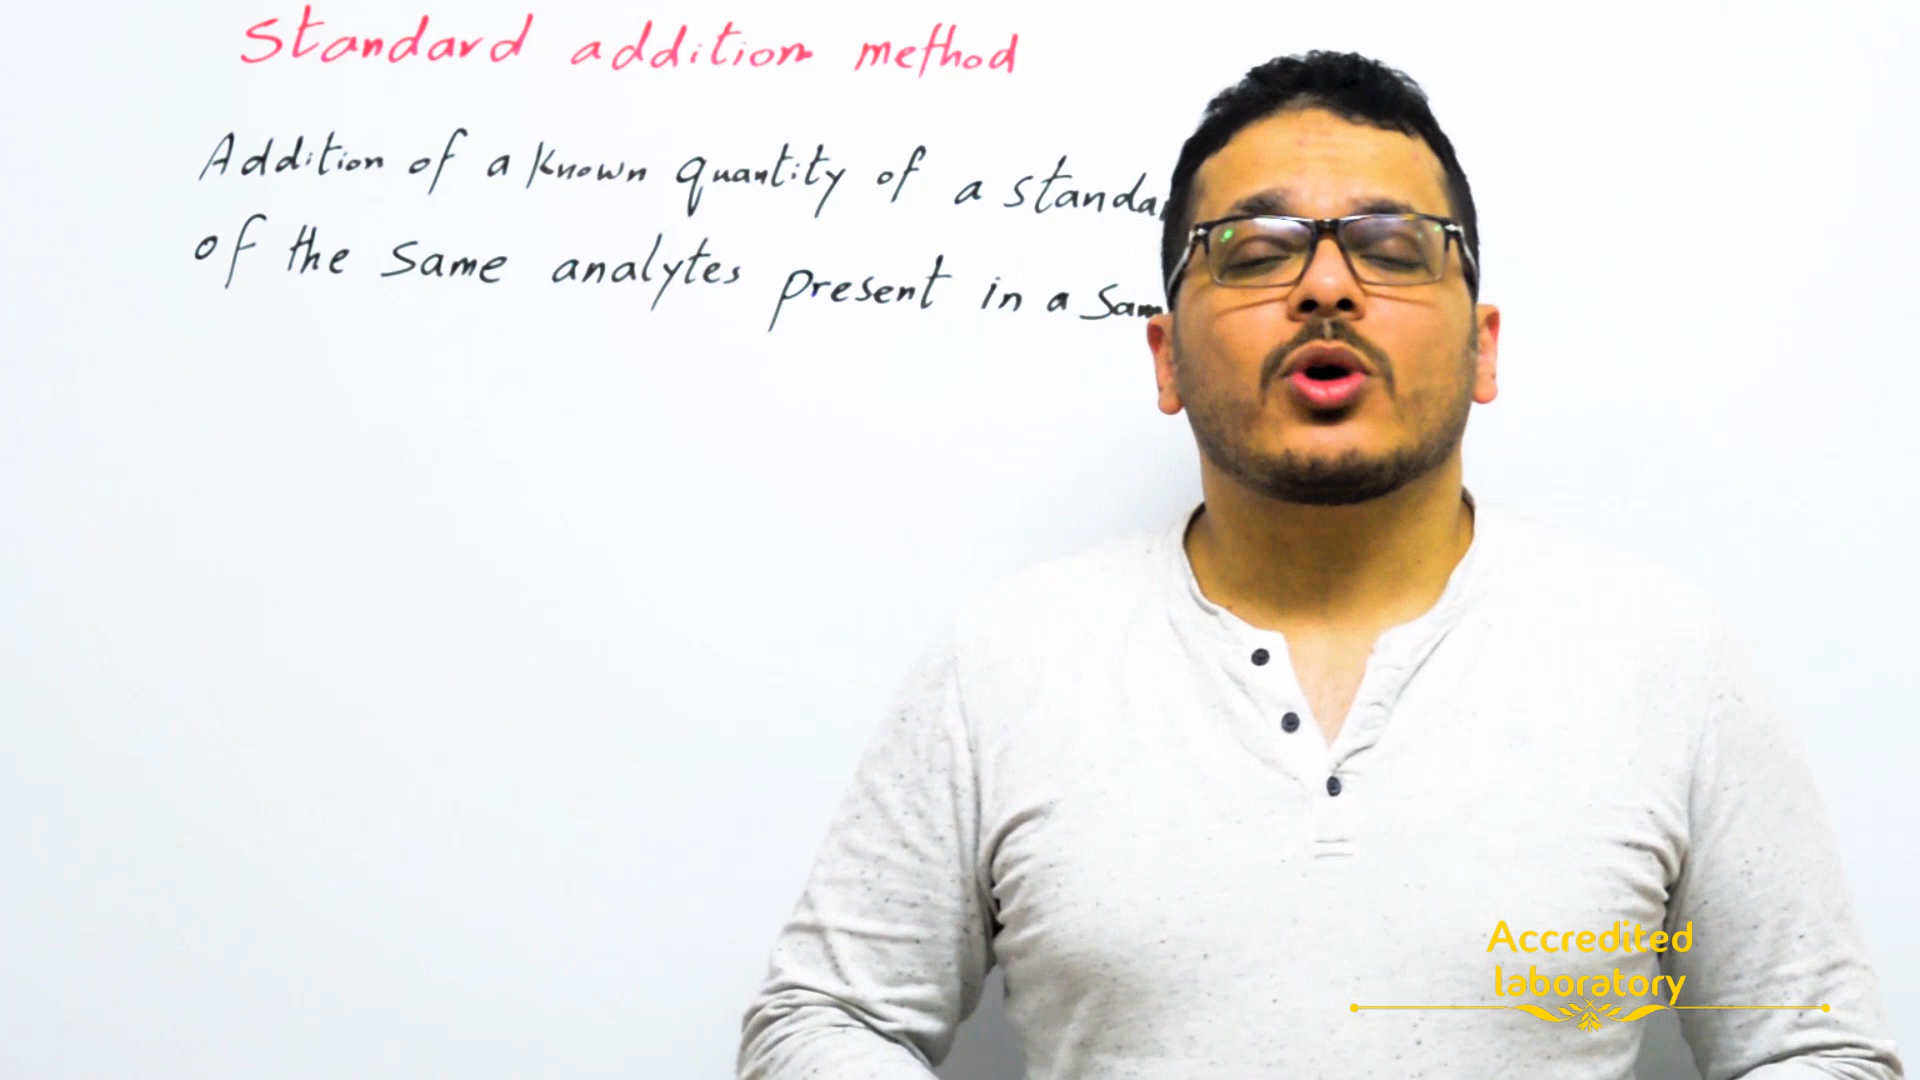 Standard addition method
Addition of a known quantity of a standa
of the same analytes present in a sam
Accredited
laboratory